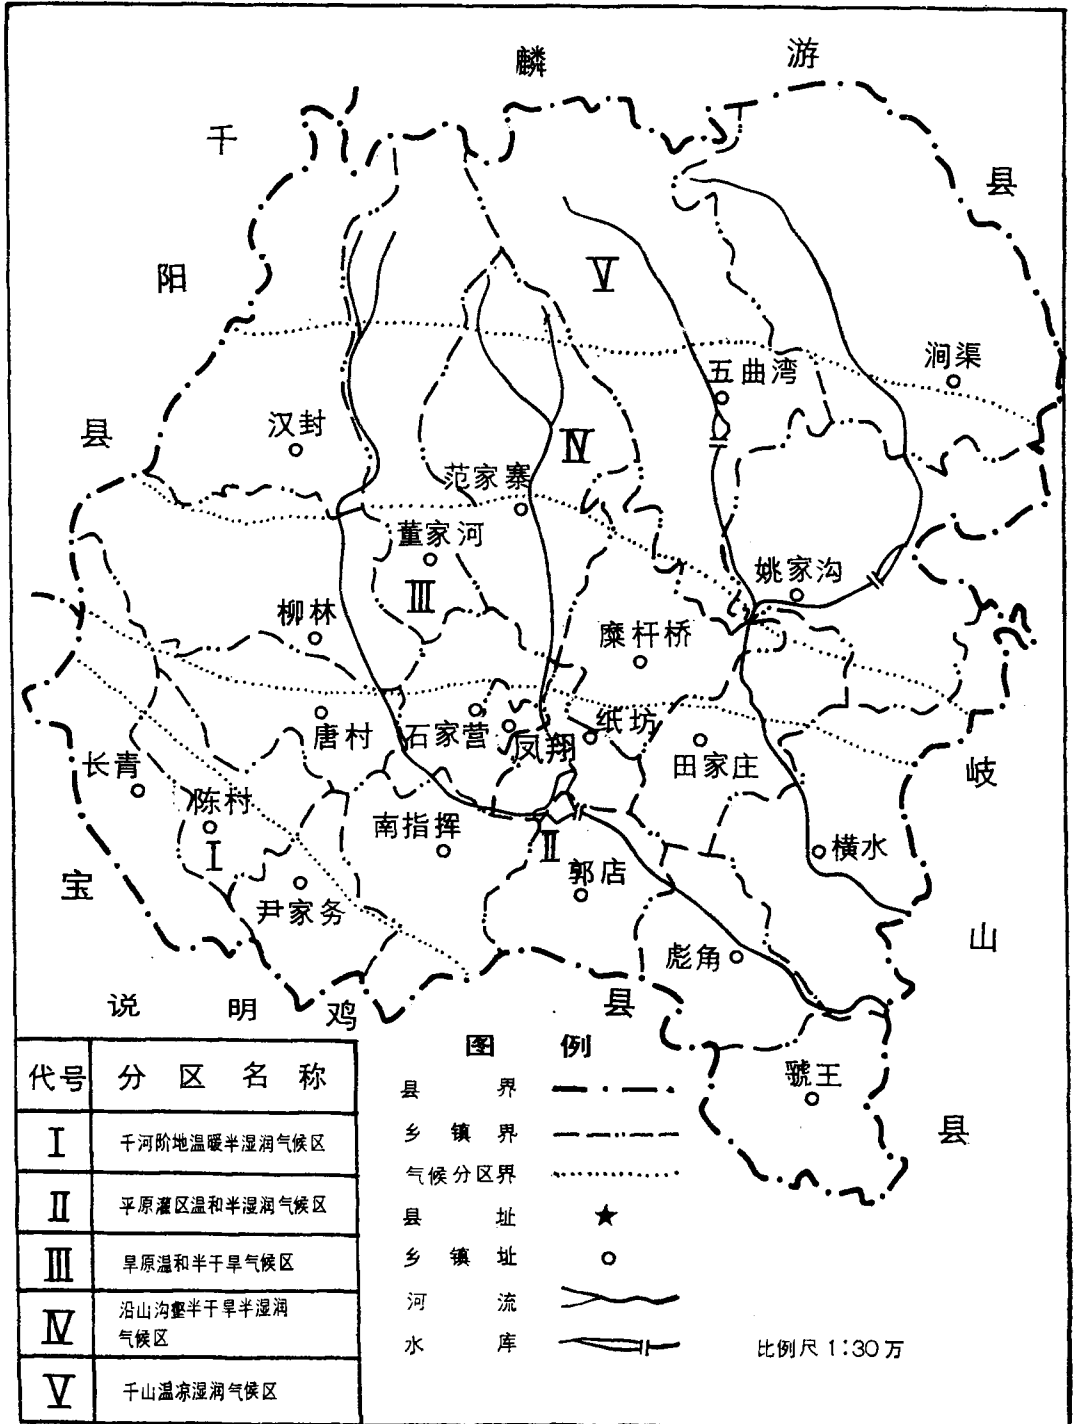 麟 游
千
县
阳
V
涧渠
五曲湾
汉封
县
Ⅳ
范家寨
董家河
姚家沟
Ⅲ
柳林
糜杆桥
唐村
石家营
凤翔
纸坊
长青
田家庄
岐
陈村
南指挥
Ⅰ
Ⅱ
横水
郭店
宝
尹家务
山
彪角
说 明
鸡
县
虢王
县
代号 分区名称
Ⅰ 千河阶地温暖半湿润气候区
Ⅱ 平原灌区温和半湿润气候区
Ⅲ 旱原温和半干旱气候区
Ⅳ 沿山沟壑半干旱半湿润
气候区
Ⅴ 千山温凉湿润气候区
图 例
县 界
乡 镇 界
气候分区界
县 址
乡 镇 址
河 流
水 库
比例尺 1:30万